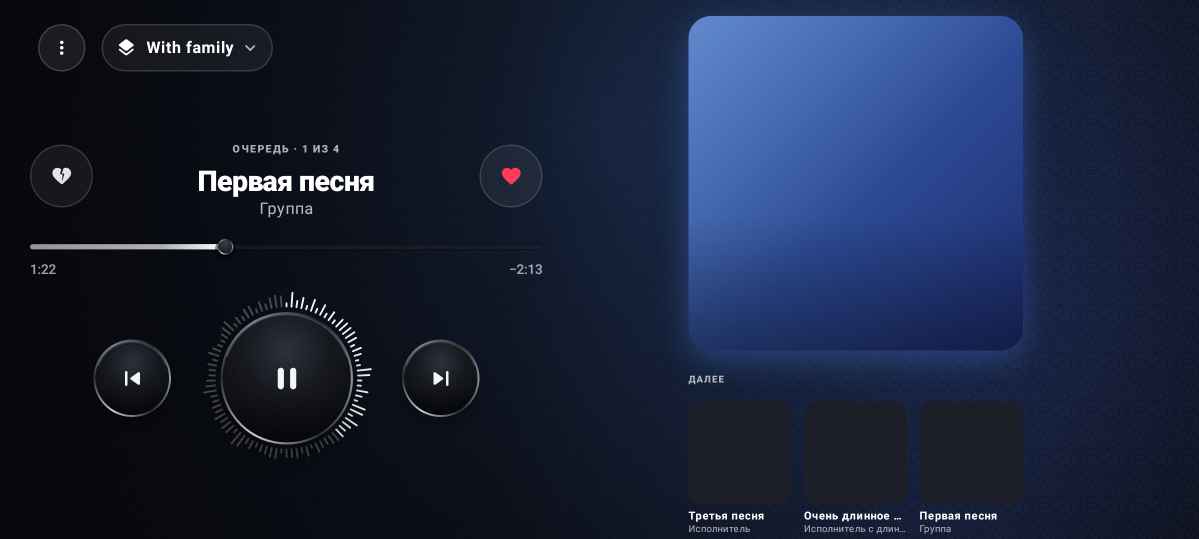 With family
ОЧЕРЕДЬ · 1 ИЗ 4
Первая песня
Группа
1:22
−2:13
ДАЛЕЕ
Третья песня
Исполнитель
Очень длинное …
Исполнитель с длин…
Первая песня
Группа